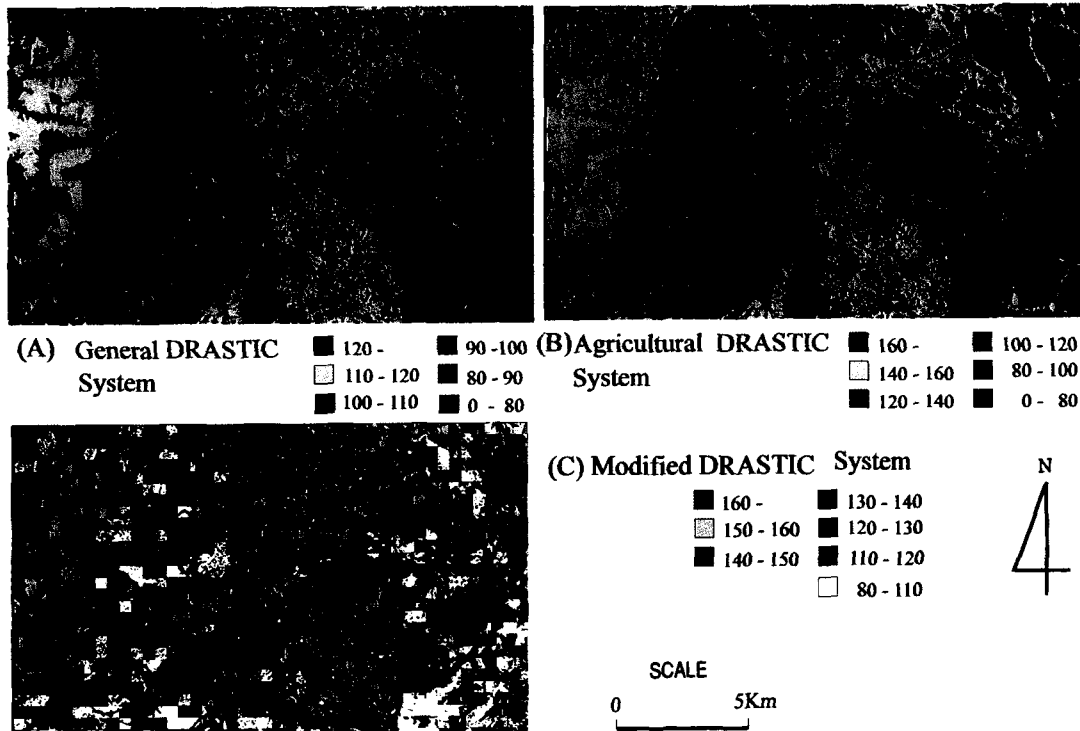 (A) General DRASTIC System
120 -
110 - 120
100 - 110
90 -100
80 - 90
0 - 80
(B)Agricultural DRASTIC System
160 -
140 - 160
120 - 140
100 - 120
80 - 100
0 - 80
(C) Modified DRASTIC System
160 -
150 - 160
140 - 150
130 - 140
120 - 130
110 - 120
80 - 110
N
SCALE
0 5Km